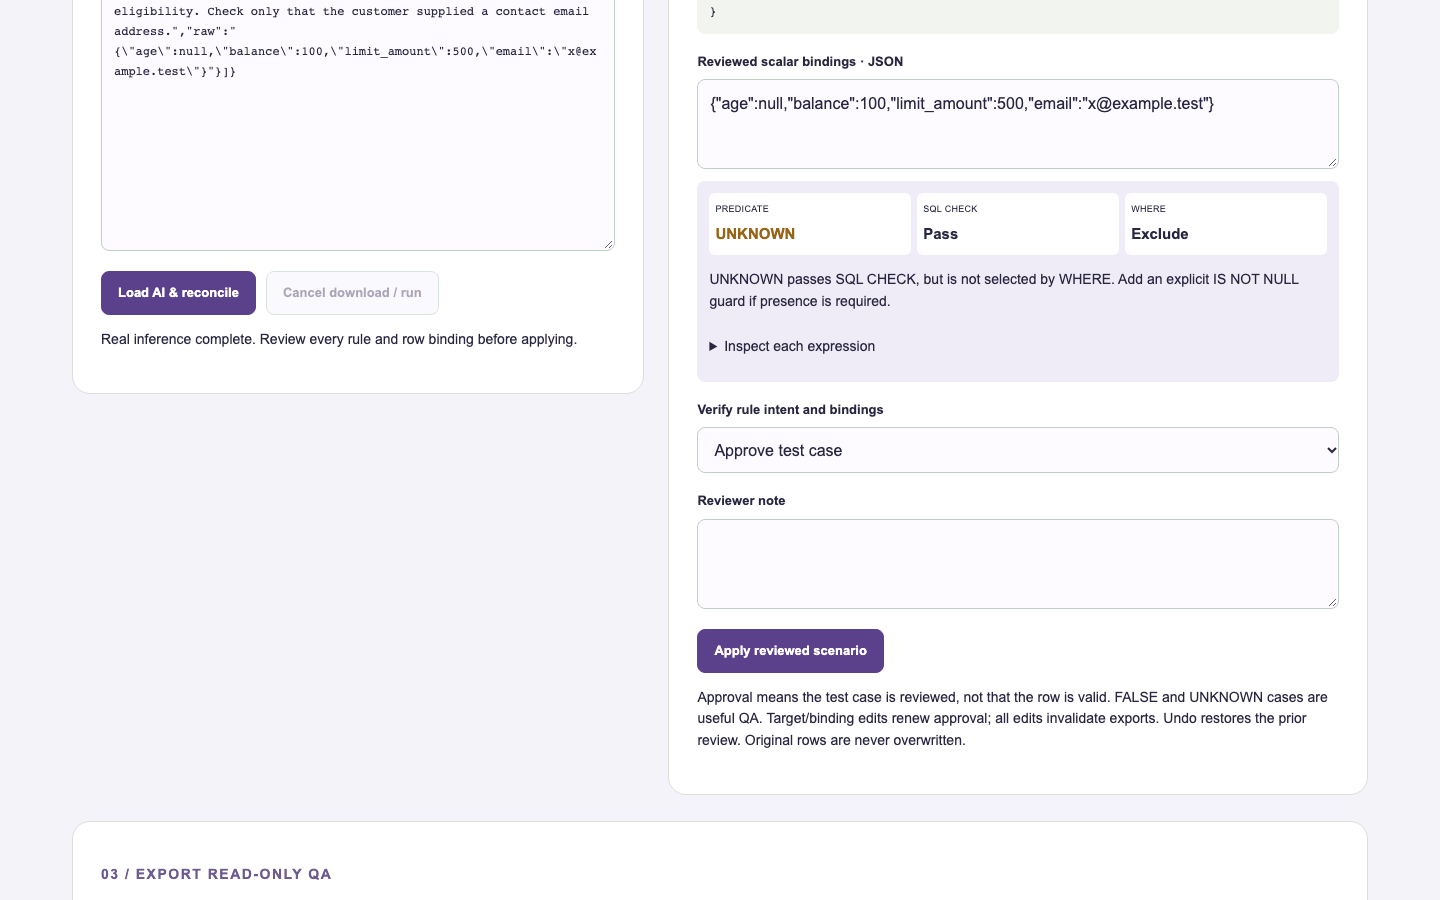 eligibility. Check only that the customer supplied a contact email
address.","raw":"
{\"age\":null,\"balance\":100,\"limit_amount\":500,\"email\":\"x@ex
ample.test\"}"}]}
Load AI & reconcile
Cancel download / run
Real inference complete. Review every rule and row binding before applying.
}
Reviewed scalar bindings · JSON
{"age":null,"balance":100,"limit_amount":500,"email":"x@example.test"}
PREDICATE
UNKNOWN
SQL CHECK
Pass
WHERE
Exclude
UNKNOWN passes SQL CHECK, but is not selected by WHERE. Add an explicit IS NOT NULL
guard if presence is required.
Inspect each expression
Verify rule intent and bindings
Approve test case
Reviewer note
Apply reviewed scenario
Approval means the test case is reviewed, not that the row is valid. FALSE and UNKNOWN cases are
useful QA. Target/binding edits renew approval; all edits invalidate exports. Undo restores the prior
review. Original rows are never overwritten.
03 / EXPORT READ-ONLY QA